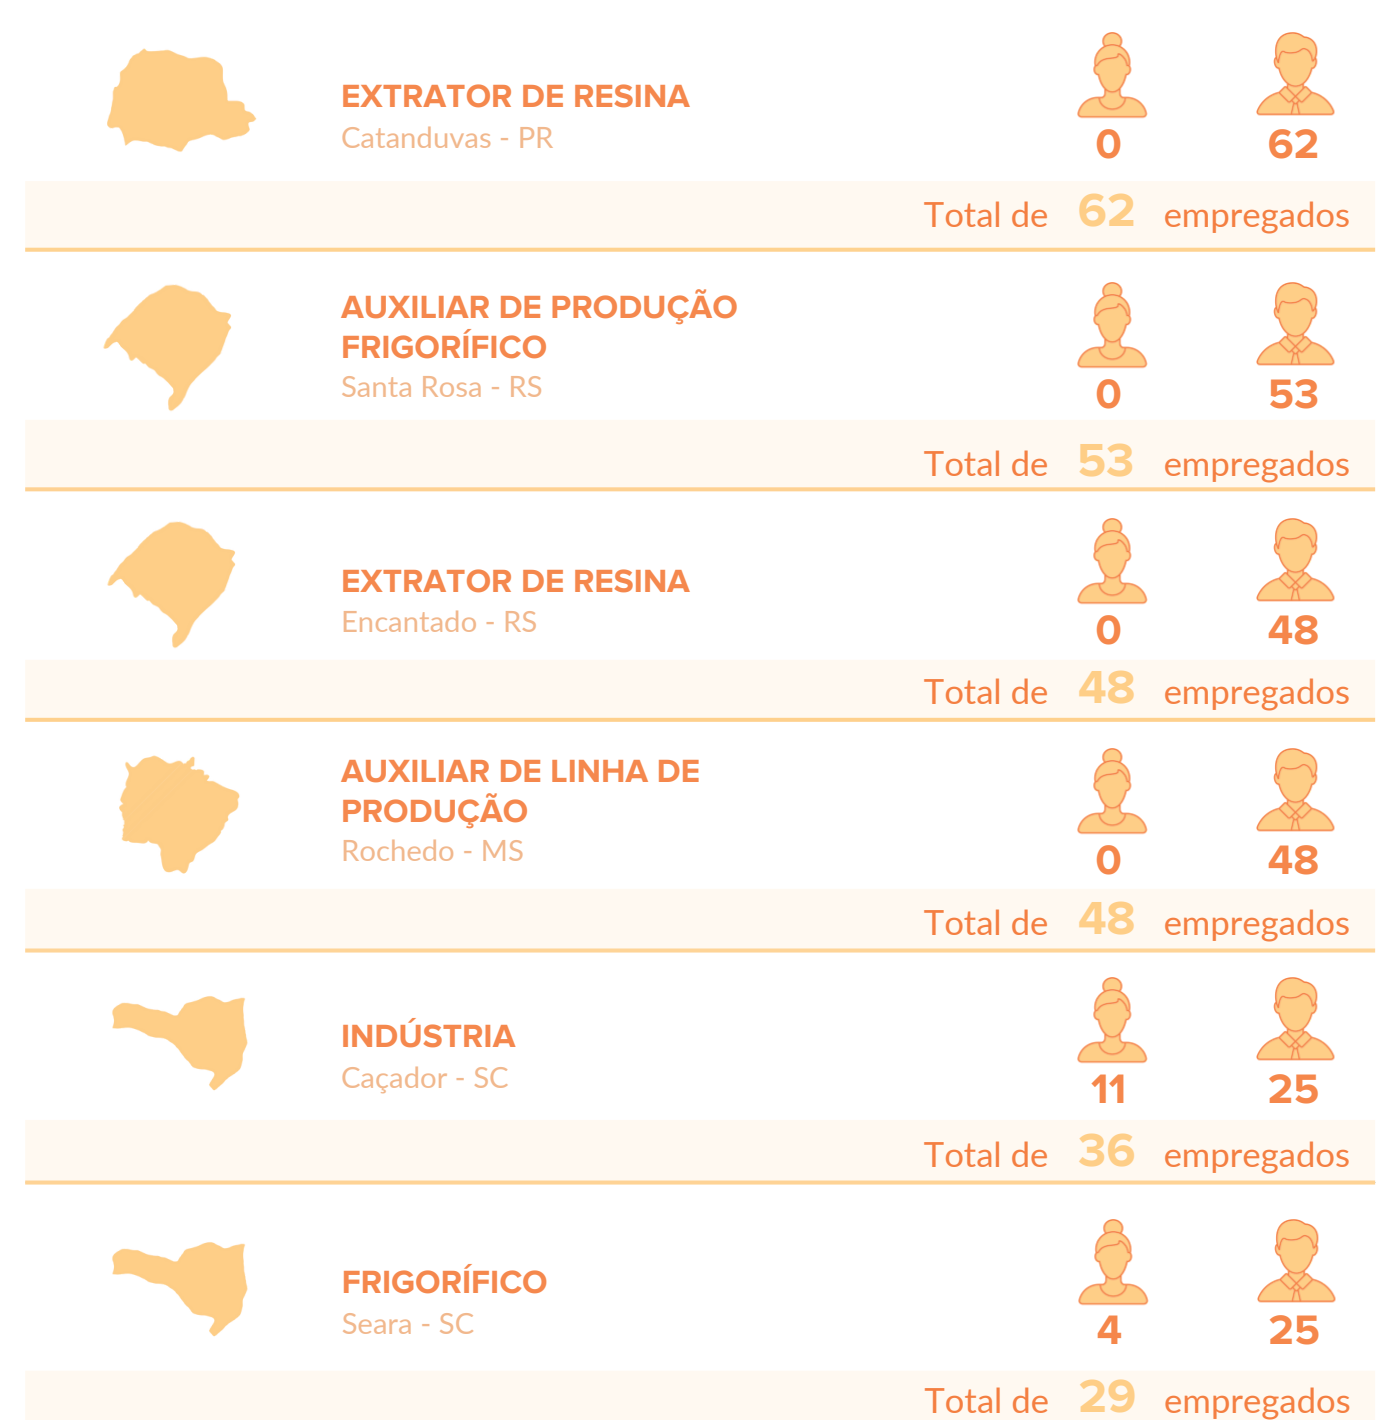 EXTRATOR DE RESINA
Catanduvas - PR
0 62
Total de 62 empregados
AUXILIAR DE PRODUÇÃO
FRIGORÍFICO
Santa Rosa - RS
0 53
Total de 53 empregados
EXTRATOR DE RESINA
Encantado - RS
0 48
Total de 48 empregados
AUXILIAR DE LINHA DE
PRODUÇÃO
Rochedo - MS
0 48
Total de 48 empregados
INDÚSTRIA
Caçador - SC
11 25
Total de 36 empregados
FRIGORÍFICO
Seara - SC
4 25
Total de 29 empregados